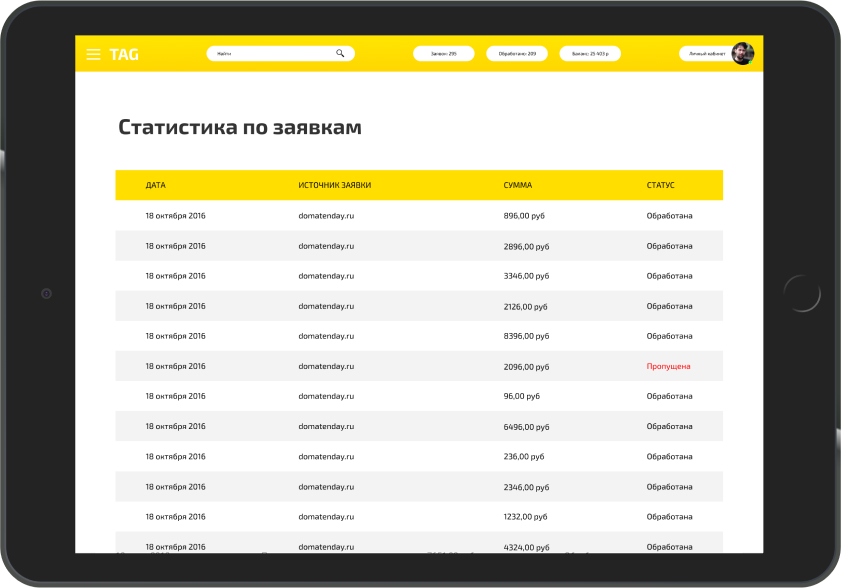 TAG Найти Заявок: 295 Обработано: 209 Баланс: 25 403 р Личный кабинет
Статистика по заявкам
ДАТА ИСТОЧНИК ЗАЯВКИ СУММА СТАТУС
18 октября 2016 domatenday.ru 896,00 руб Обработана
18 октября 2016 domatenday.ru 2896,00 руб Обработана
18 октября 2016 domatenday.ru 3346,00 руб Обработана
18 октября 2016 domatenday.ru 2126,00 руб Обработана
18 октября 2016 domatenday.ru 8396,00 руб Обработана
18 октября 2016 domatenday.ru 2096,00 руб Пропущена
18 октября 2016 domatenday.ru 96,00 руб Обработана
18 октября 2016 domatenday.ru 6496,00 руб Обработана
18 октября 2016 domatenday.ru 236,00 руб Обработана
18 октября 2016 domatenday.ru 2346,00 руб Обработана
18 октября 2016 domatenday.ru 1232,00 руб Обработана
18 октября 2016 domatenday.ru 4324,00 руб Обработана